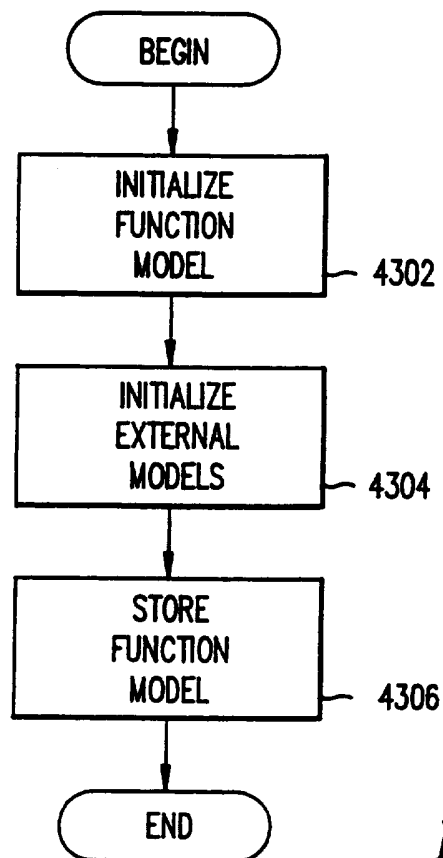 BEGIN
INITIALIZE
FUNCTION
MODEL
4302
INITIALIZE
EXTERNAL
MODELS
4304
STORE
FUNCTION
MODEL
4306
END